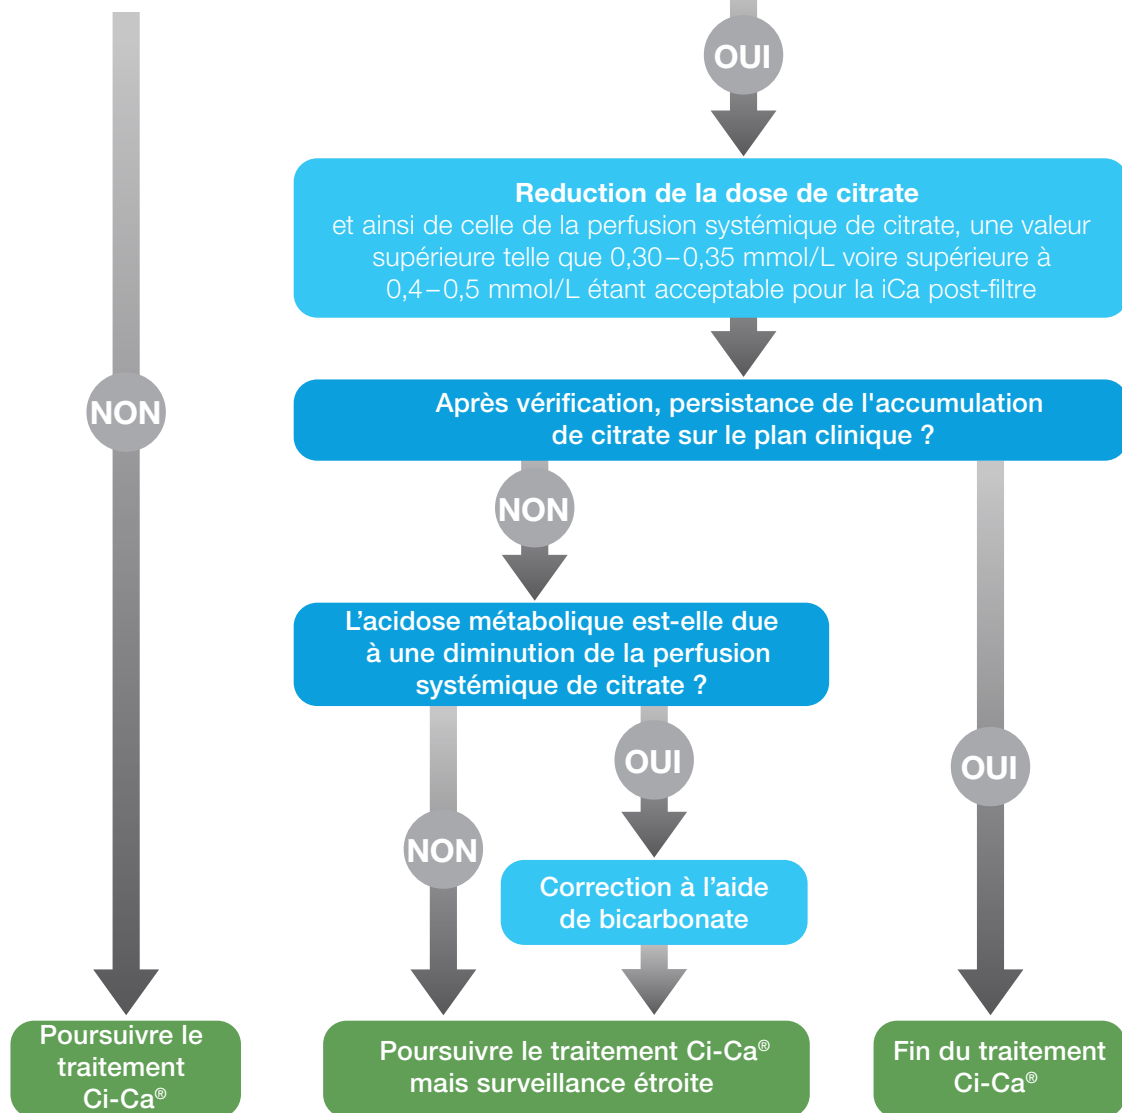 OUI
Reduction de la dose de citrate
et ainsi de celle de la perfusion systémique de citrate, une valeur
supérieure telle que 0,30–0,35 mmol/L voire supérieure à
0,4–0,5 mmol/L étant acceptable pour la iCa post-filtre
NON
Après vérification, persistance de l'accumulation
de citrate sur le plan clinique ?
NON
L’acidose métabolique est-elle due
à une diminution de la perfusion
systémique de citrate ?
OUI
OUI
NON
Correction à l’aide
de bicarbonate
Poursuivre le
traitement
Ci-Ca®
Poursuivre le traitement Ci-Ca®
mais surveillance étroite
Fin du traitement
Ci-Ca®